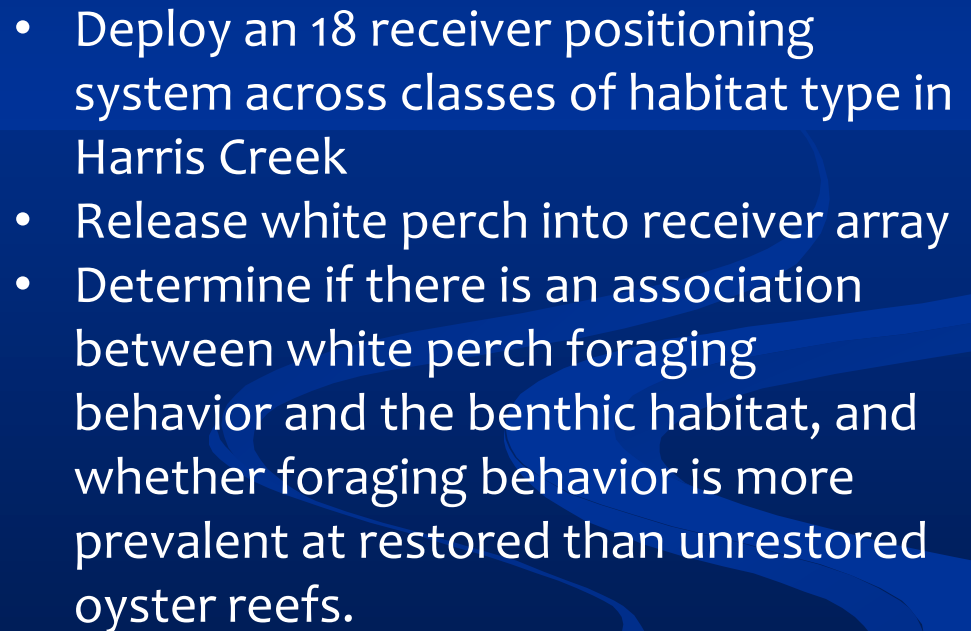 • Deploy an 18 receiver positioning
system across classes of habitat type in
Harris Creek
• Release white perch into receiver array
• Determine if there is an association
between white perch foraging
behavior and the benthic habitat, and
whether foraging behavior is more
prevalent at restored than unrestored
oyster reefs.